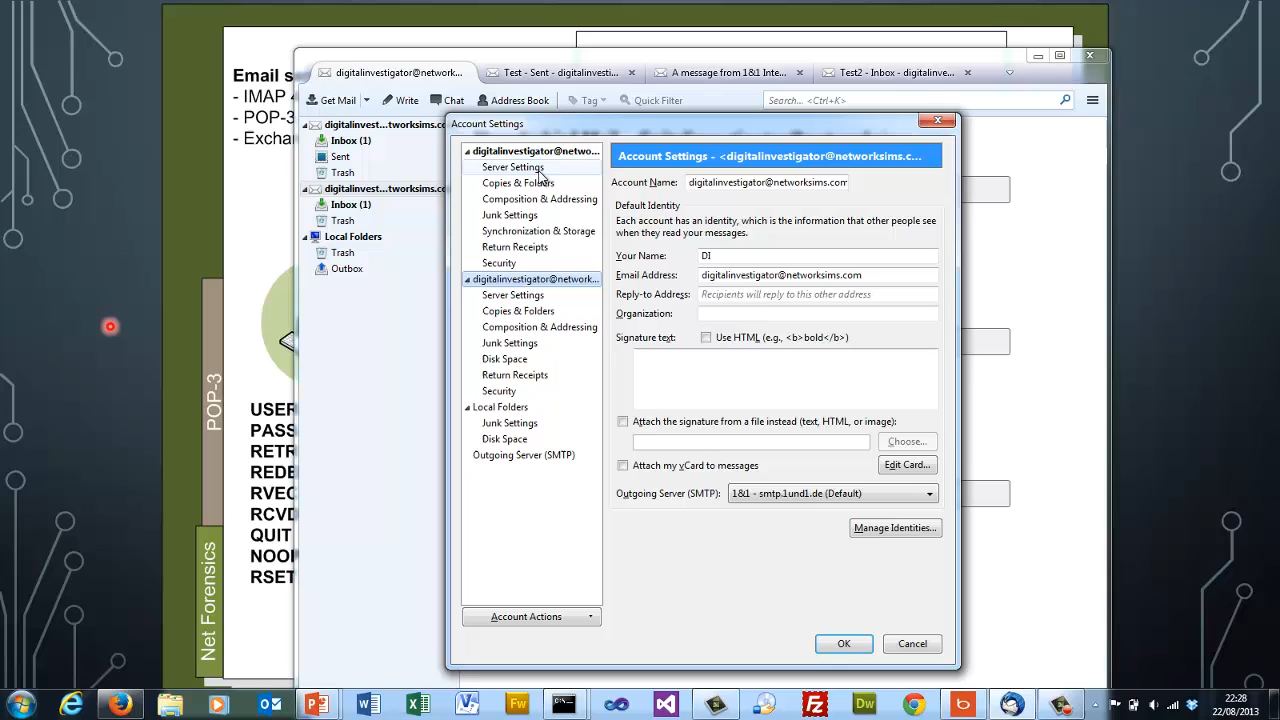 Email s
- IMAP 4
- POP-3
- Exchar
POP-3
Net Forensics
USER
PASS
RETR
REDE
RVEC
RCVD
QUIT
NOOP
RSET
digitalinvestigator@network...
Test - Sent - digitalinvestigati...
A message from 1&1 Inte...
Test2 - Inbox - digitalinve...
Get Mail
Write
Chat
Address Book
Tag
Quick Filter
Search... <Ctrl+K>
digitalinvest...tworksims.co
Inbox (1)
Sent
Trash
digitalinvest...tworksims.co
Inbox (1)
Trash
Local Folders
Trash
Outbox
Account Settings
digitalinvestigator@netwo...
Server Settings
Copies & Folders
Composition & Addressing
Junk Settings
Synchronization & Storage
Return Receipts
Security
digitalinvestigator@network...
Server Settings
Copies & Folders
Composition & Addressing
Junk Settings
Disk Space
Return Receipts
Security
Local Folders
Junk Settings
Disk Space
Outgoing Server (SMTP)
Account Actions
Account Settings - <digitalinvestigator@networksims.c...
Account Name: digitalinvestigator@networksims.com
Default Identity
Each account has an identity, which is the information that other people see
when they read your messages.
Your Name: DI
Email Address: digitalinvestigator@networksims.com
Reply-to Address: Recipients will reply to this other address
Organization:
Signature text: Use HTML (e.g., <b>bold</b>)
Attach the signature from a file instead (text, HTML, or image):
Choose...
Attach my vCard to messages
Edit Card...
Outgoing Server (SMTP): 1&1 - smtp.1und1.de (Default)
Manage Identities...
OK
Cancel
22:28
22/08/2013